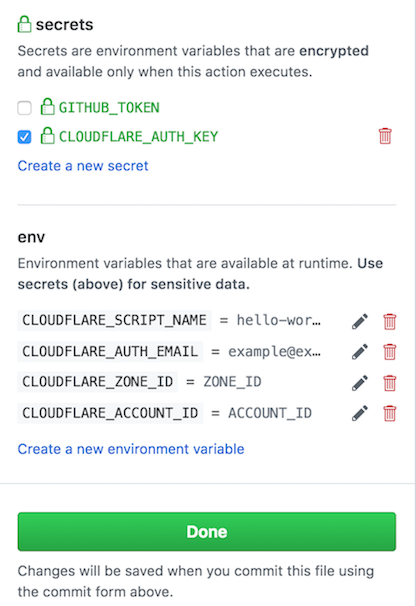 secrets
Secrets are environment variables that are encrypted
and available only when this action executes.
GITHUB_TOKEN
CLOUDFLARE_AUTH_KEY
Create a new secret
env
Environment variables that are available at runtime. Use
secrets (above) for sensitive data.
CLOUDFLARE_SCRIPT_NAME = hello-wor…
CLOUDFLARE_AUTH_EMAIL = example@ex…
CLOUDFLARE_ZONE_ID = ZONE_ID
CLOUDFLARE_ACCOUNT_ID = ACCOUNT_ID
Create a new environment variable
Done
Changes will be saved when you commit this file using
the commit form above.